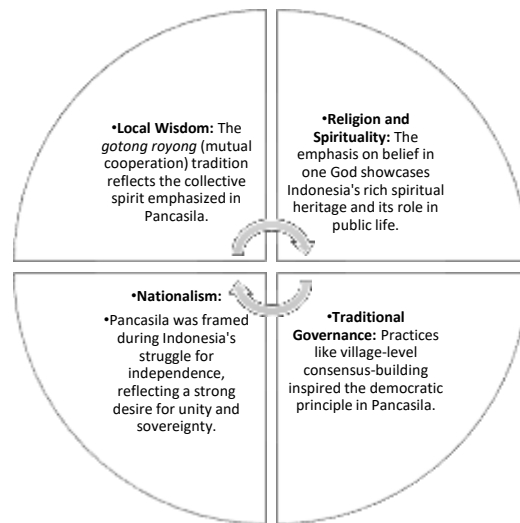 •Local Wisdom: The
gotong royong (mutual
cooperation) tradition
reflects the collective
spirit emphasized in
Pancasila.
•Religion and
Spirituality: The
emphasis on belief in
one God showcases
Indonesia's rich spiritual
heritage and its role in
public life.
•Nationalism:
•Pancasila was framed
during Indonesia's
struggle for
independence,
reflecting a strong
desire for unity and
sovereignty.
•Traditional
Governance: Practices
like village-level
consensus-building
inspired the democratic
principle in Pancasila.